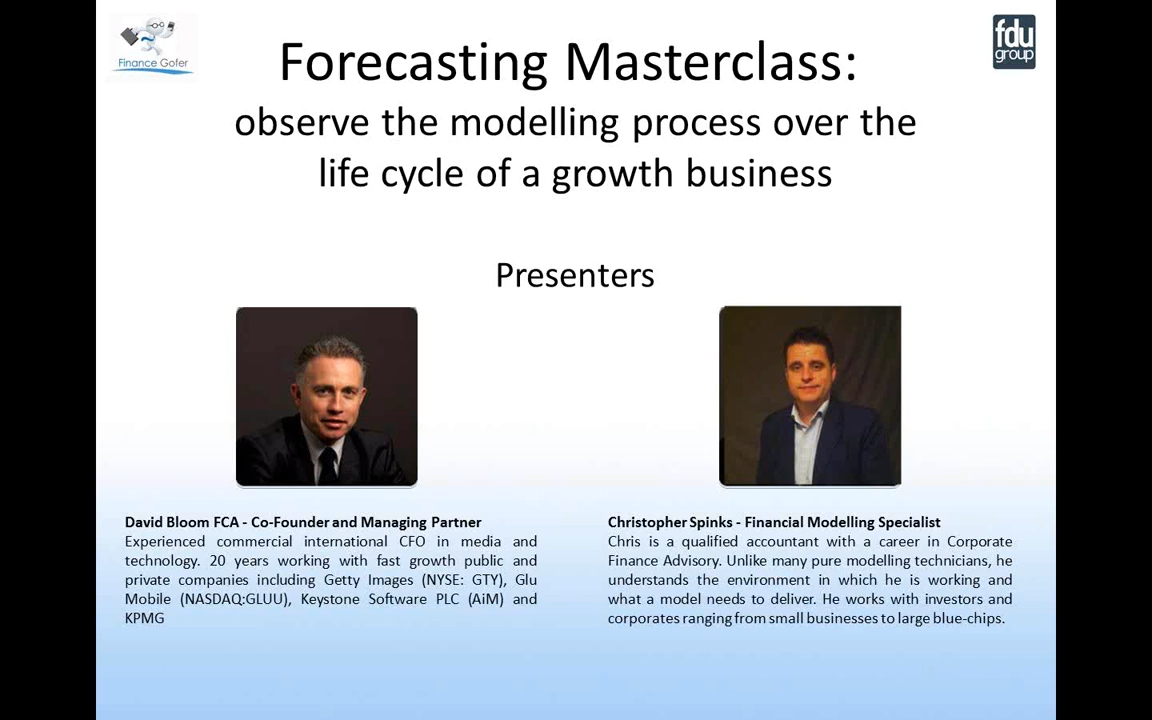 Finance Gofer
fdu
group
Forecasting Masterclass:
observe the modelling process over the
life cycle of a growth business
Presenters
David Bloom FCA - Co-Founder and Managing Partner
Experienced commercial international CFO in media and
technology. 20 years working with fast growth public and
private companies including Getty Images (NYSE: GTY), Glu
Mobile (NASDAQ:GLUU), Keystone Software PLC (AiM) and
KPMG
Christopher Spinks - Financial Modelling Specialist
Chris is a qualified accountant with a career in Corporate
Finance Advisory. Unlike many pure modelling technicians, he
understands the environment in which he is working and
what a model needs to deliver. He works with investors and
corporates ranging from small businesses to large blue-chips.